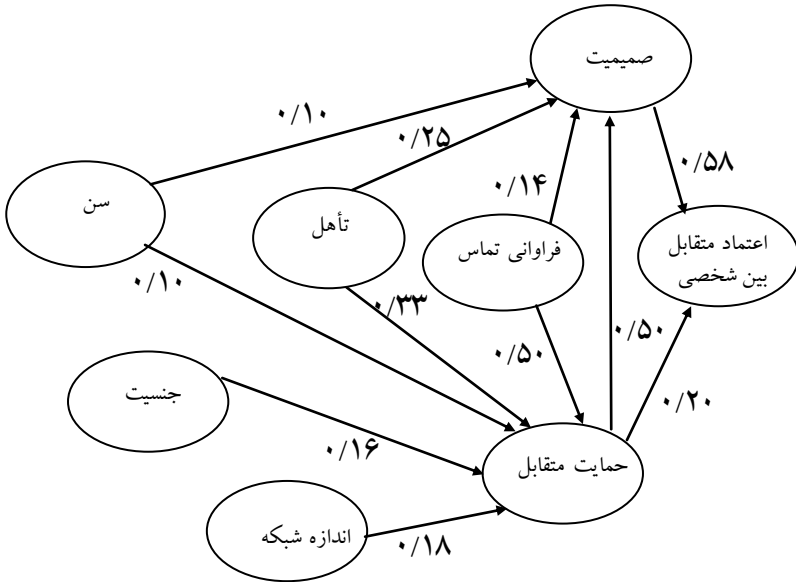 صمیمیت
۰/۱۰
۰/۲۵
۰/۱۴
۰/۵۸
سن
تأهل
فراوانی تماس
اعتماد متقابل
بین شخصی
۰/۱۰
۰/۳۳
۰/۵۰
۰/۵۰
۰/۲۰
جنسیت
۰/۱۶
حمایت متقابل
اندازه شبکه
۰/۱۸